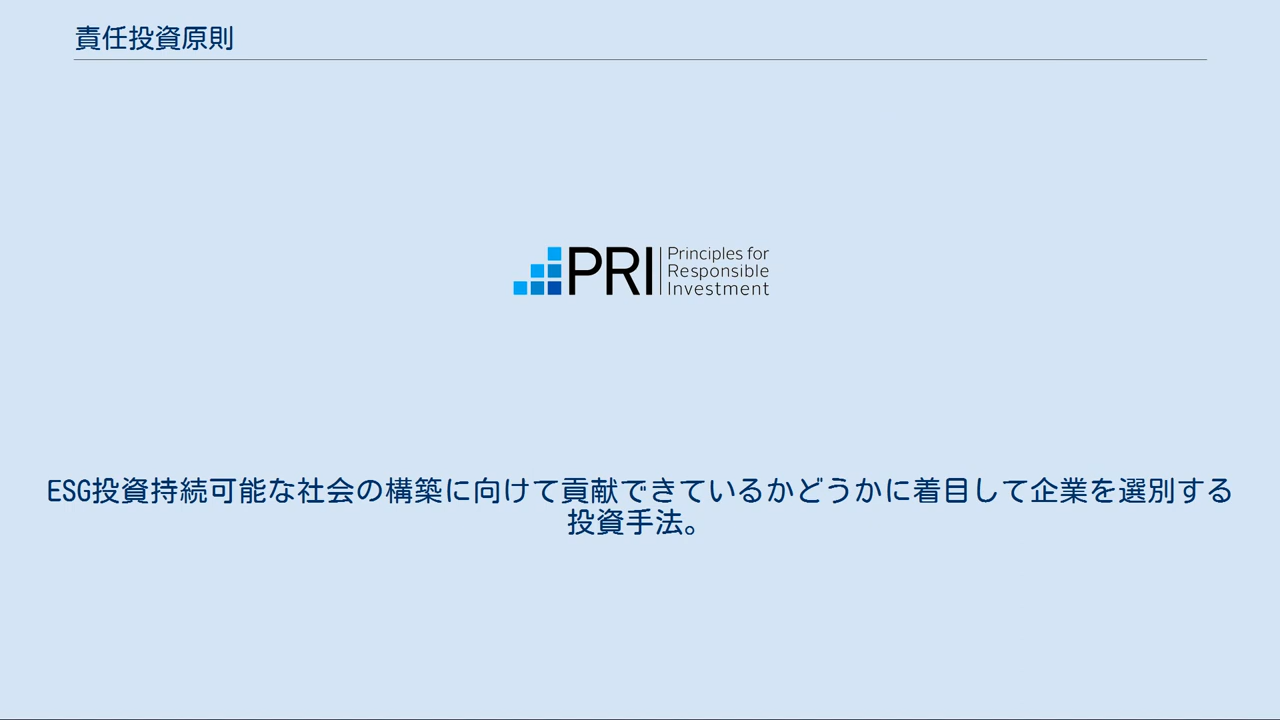 責任投資原則
PRI
Principles for
Responsible
Investment
ESG投資持続可能な社会の構築に向けて貢献できているかどうかに着目して企業を選別する
投資手法。